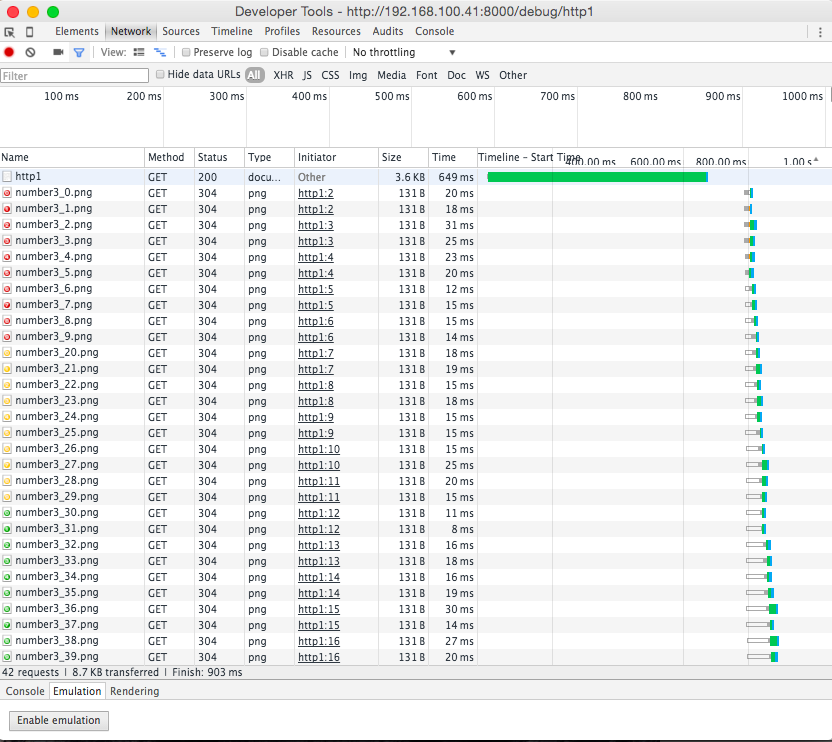 Developer Tools - http://192.168.100.41:8000/debug/http1
Elements Network Sources Timeline Profiles Resources Audits Console
View: Preserve log Disable cache No throttling
Filter Hide data URLs All XHR JS CSS Img Media Font Doc WS Other
100 ms 200 ms 300 ms 400 ms 500 ms 600 ms 700 ms 800 ms 900 ms 1000 ms
Name Method Status Type Initiator Size Time Timeline – Start Time 400.00 ms 600.00 ms 800.00 ms 1.00 s
http1 GET 200 docu... Other 3.6 KB 649 ms
number3_0.png GET 304 png http1:2 131 B 20 ms
number3_1.png GET 304 png http1:2 131 B 18 ms
number3_2.png GET 304 png http1:3 131 B 31 ms
number3_3.png GET 304 png http1:3 131 B 25 ms
number3_4.png GET 304 png http1:4 131 B 23 ms
number3_5.png GET 304 png http1:4 131 B 20 ms
number3_6.png GET 304 png http1:5 131 B 12 ms
number3_7.png GET 304 png http1:5 131 B 15 ms
number3_8.png GET 304 png http1:6 131 B 15 ms
number3_9.png GET 304 png http1:6 131 B 14 ms
number3_20.png GET 304 png http1:7 131 B 18 ms
number3_21.png GET 304 png http1:7 131 B 19 ms
number3_22.png GET 304 png http1:8 131 B 15 ms
number3_23.png GET 304 png http1:8 131 B 18 ms
number3_24.png GET 304 png http1:9 131 B 15 ms
number3_25.png GET 304 png http1:9 131 B 15 ms
number3_26.png GET 304 png http1:10 131 B 15 ms
number3_27.png GET 304 png http1:10 131 B 25 ms
number3_28.png GET 304 png http1:11 131 B 20 ms
number3_29.png GET 304 png http1:11 131 B 15 ms
number3_30.png GET 304 png http1:12 131 B 11 ms
number3_31.png GET 304 png http1:12 131 B 8 ms
number3_32.png GET 304 png http1:13 131 B 16 ms
number3_33.png GET 304 png http1:13 131 B 18 ms
number3_34.png GET 304 png http1:14 131 B 16 ms
number3_35.png GET 304 png http1:14 131 B 19 ms
number3_36.png GET 304 png http1:15 131 B 30 ms
number3_37.png GET 304 png http1:15 131 B 14 ms
number3_38.png GET 304 png http1:16 131 B 27 ms
number3_39.png GET 304 png http1:16 131 B 20 ms
42 requests | 8.7 KB transferred | Finish: 903 ms
Console Emulation Rendering
Enable emulation